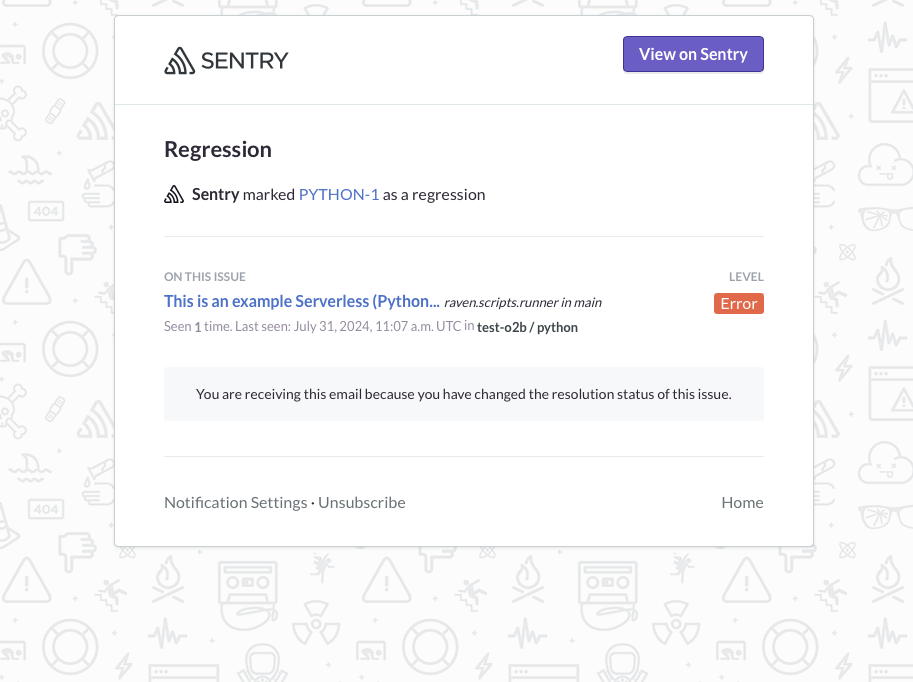 SENTRY
View on Sentry
Regression
Sentry marked PYTHON-1 as a regression
ON THIS ISSUE
LEVEL
This is an example Serverless (Python... raven.scripts.runner in main
Error
Seen 1 time. Last seen: July 31, 2024, 11:07 a.m. UTC in test-o2b / python
You are receiving this email because you have changed the resolution status of this issue.
Notification Settings · Unsubscribe
Home
404
404
404
404